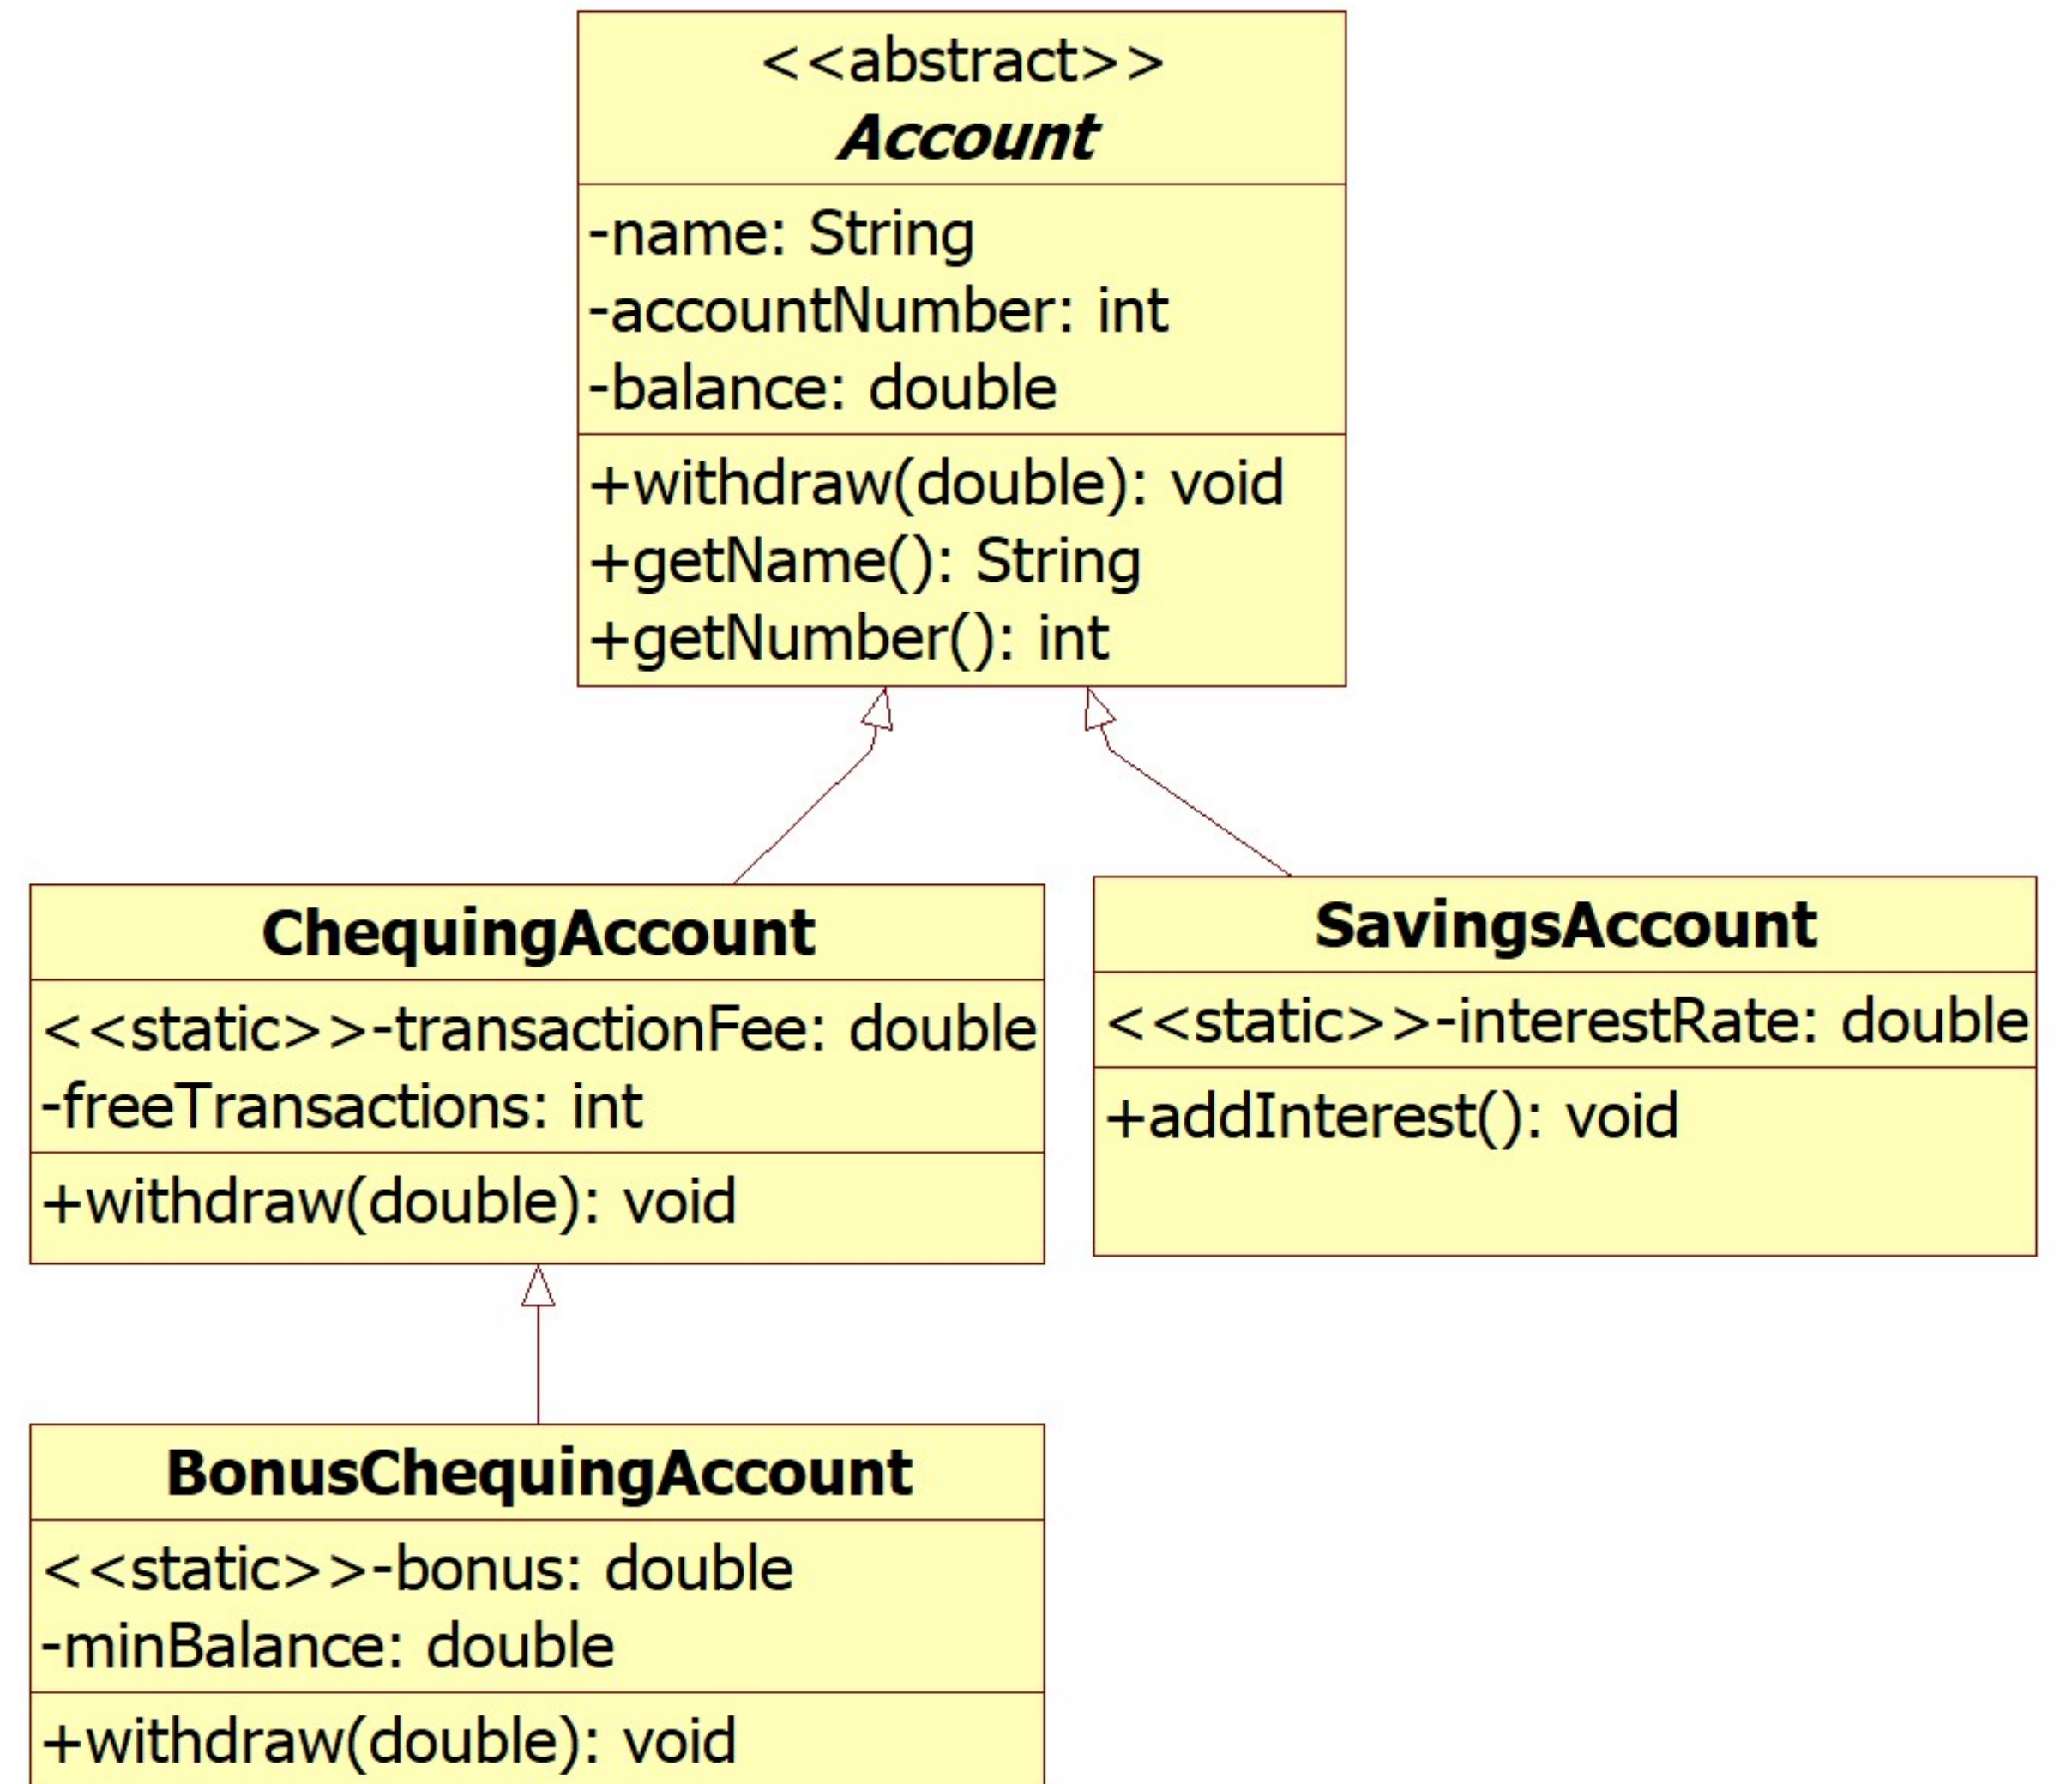 <<abstract>>
Account
-name: String
-accountNumber: int
-balance: double
+withdraw(double): void
+getName(): String
+getNumber(): int
ChequingAccount
<<static>>-transactionFee: double
-freeTransactions: int
+withdraw(double): void
SavingsAccount
<<static>>-interestRate: double
+addInterest(): void
BonusChequingAccount
<<static>>-bonus: double
-minBalance: double
+withdraw(double): void